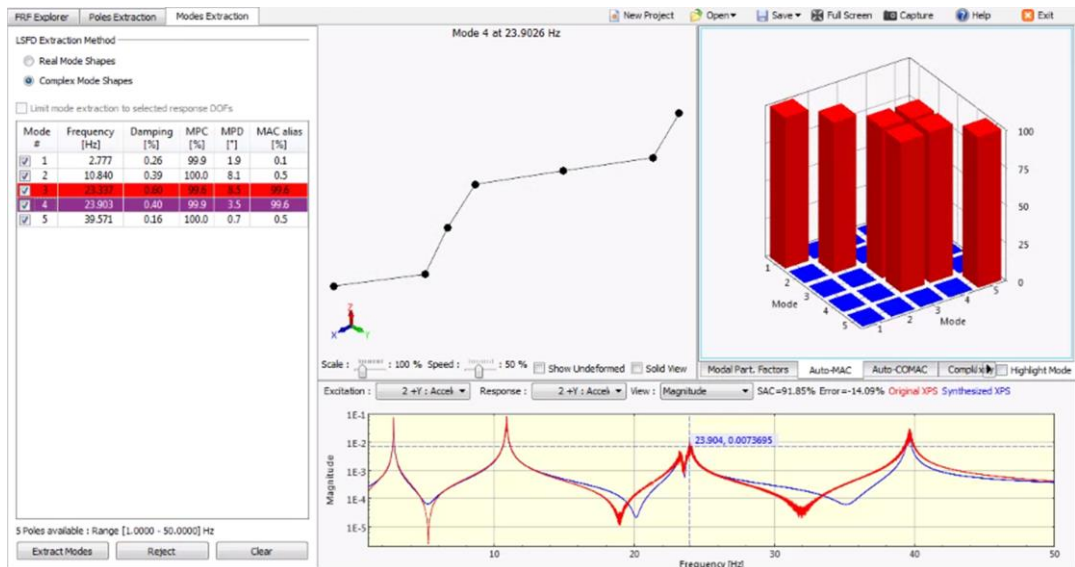 FRF Explorer Poles Extraction Modes Extraction New Project Open Save Full Screen Capture Help Exit
LSFD Extraction Method
Real Mode Shapes
Complex Mode Shapes
Limit mode extraction to selected response DOFs
Mode # Frequency [Hz] Damping [%] MPC [%] MPD [°] MAC alias [%]
1 2.777 0.26 99.9 1.9 0.1
2 10.840 0.39 100.0 8.1 0.5
3 23.337 0.60 99.6 8.5 99.6
4 23.903 0.40 99.9 3.5 99.6
5 39.571 0.16 100.0 0.7 0.5
5 Poles available : Range [1.0000 - 50.0000] Hz
Extract Modes Reject Clear
Mode 4 at 23.9026 Hz
Z
X Y
Scale : : 100 % Speed : : 50 % Show Undeformed Solid View
100
75
50
25
0
1 2 3 4 5
Mode
1 2 3 4 5
Mode
Modal Part. Factors Auto-MAC Auto-COMAC Highlight Mode
Excitation : 2 +Y : Accel Response : 2 +Y : Accel View : Magnitude SAC=91.85% Error=-14.09% Original XPS Synthesized XPS
1E-1
1E-2
1E-3
1E-4
1E-5
Magnitude
23.904, 0.0073695
10 20 30 40 50
Frequency [Hz]